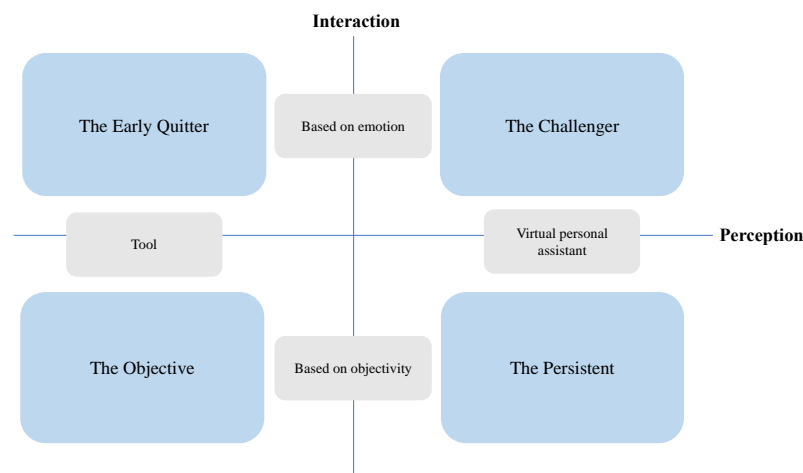 Interaction
The Early Quitter
Based on emotion
The Challenger
Tool
Virtual personal
assistant
Perception
The Objective
Based on objectivity
The Persistent